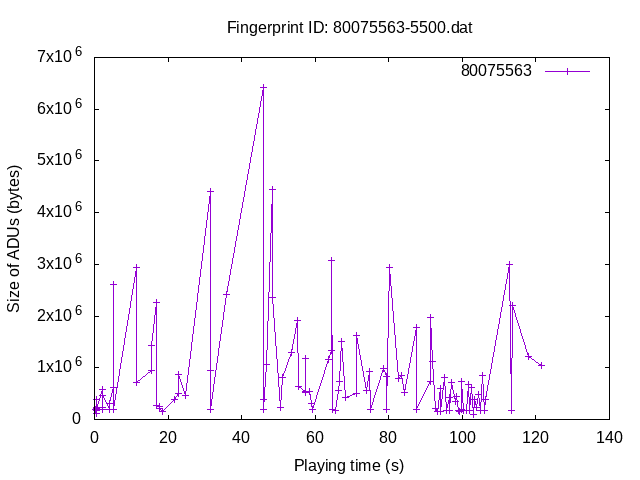 Fingerprint ID: 80075563-5500.dat
80075563
7x10^6
6x10^6
5x10^6
4x10^6
3x10^6
2x10^6
1x10^6
0
Size of ADUs (bytes)
0 20 40 60 80 100 120 140
Playing time (s)